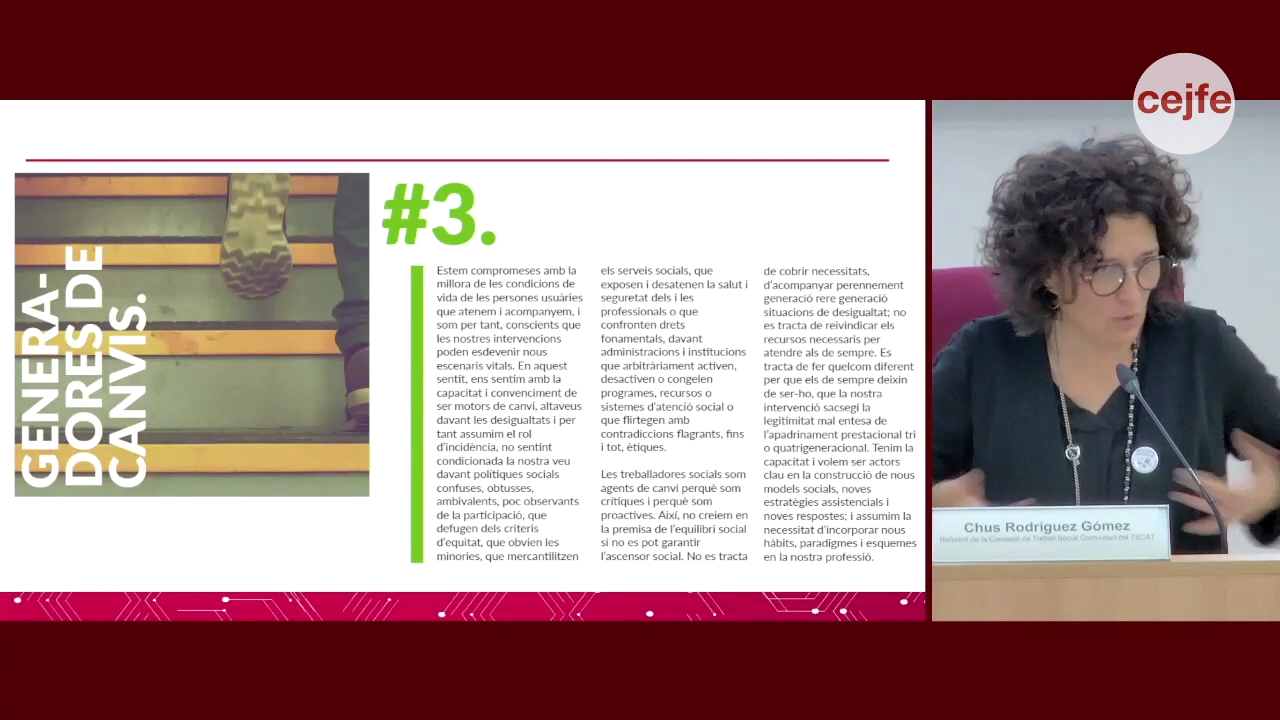 cejfe
GENERA-
DORES DE
CANVIS.
#3.
Estem compromeses amb la
millora de les condicions de
vida de les persones usuàries
que atenem i acompanyem, i
som per tant, conscients que
les nostres intervencions
poden esdevenir nous
escenaris vitals. En aquest
sentit, ens sentim amb la
capacitat i convenciment de
ser motors de canvi, altaveus
davant les desigualtats i per
tant assumim el rol
d'incidència, no sentint
condicionada la nostra veu
davant polítiques socials
confuses, obtusses,
ambivalents, poc observants
de la participació, que
defugen dels criteris
d'equitat, que obvien les
minories, que mercantilitzen
els serveis socials, que
exposen i desatenen la salut i
seguretat dels i les
professionals o que
confronten drets
fonamentals, davant
administracions i institucions
que arbitràriament activen,
desactiven o congelen
programes, recursos o
sistemes d'atenció social o
que flirtegen amb
contradiccions flagrants, fins
i tot, ètiques.
Les treballadores socials som
agents de canvi perquè som
crítiques i perquè som
proactives. Així, no creiem en
la premisa de l'equilibri social
si no es pot garantir
l'ascensor social. No es tracta
de cobrir necessitats,
d'acompanyar perennement
generació rere generació
situacions de desigualtat; no
es tracta de reivindicar els
recursos necessaris per
atendre als de sempre. Es
tracta de fer quelcom diferent
per que els de sempre deixin
de ser-ho, que la nostra
intervenció sacsegi la
legitimitat mal entesa de
l'apadrinament prestacional tri
o quatrigeneracional. Tenim la
capacitat i volem ser actors
clau en la construcció de nous
models socials, noves
estratègies assistencials i
noves respostes; i assumim la
necessitat d'incorporar nous
hàbits, paradigmes i esquemes
en la nostra professió.
Chus Rodríguez Gómez
Referent de la Comissió de Treball Social Comunitari del TSCAT